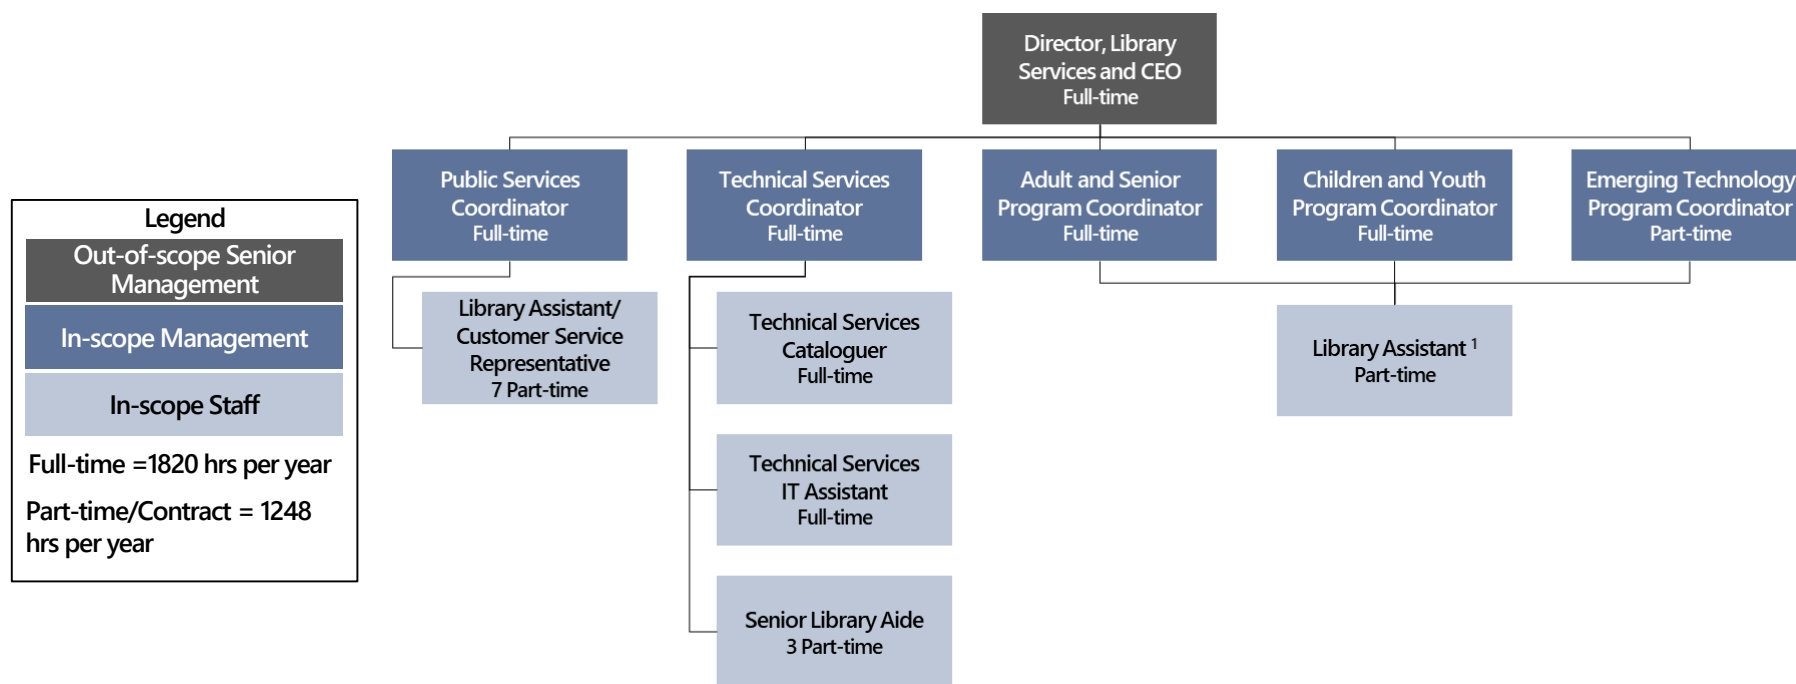 Director, Library
Services and CEO
Full-time
Public Services
Coordinator
Full-time
Technical Services
Coordinator
Full-time
Adult and Senior
Program Coordinator
Full-time
Children and Youth
Program Coordinator
Full-time
Emerging Technology
Program Coordinator
Part-time
Legend
Out-of-scope Senior
Management
In-scope Management
In-scope Staff
Full-time =1820 hrs per year
Part-time/Contract = 1248
hrs per year
Library Assistant/
Customer Service
Representative
7 Part-time
Technical Services
Cataloguer
Full-time
Technical Services
IT Assistant
Full-time
Senior Library Aide
3 Part-time
Library Assistant 1
Part-time